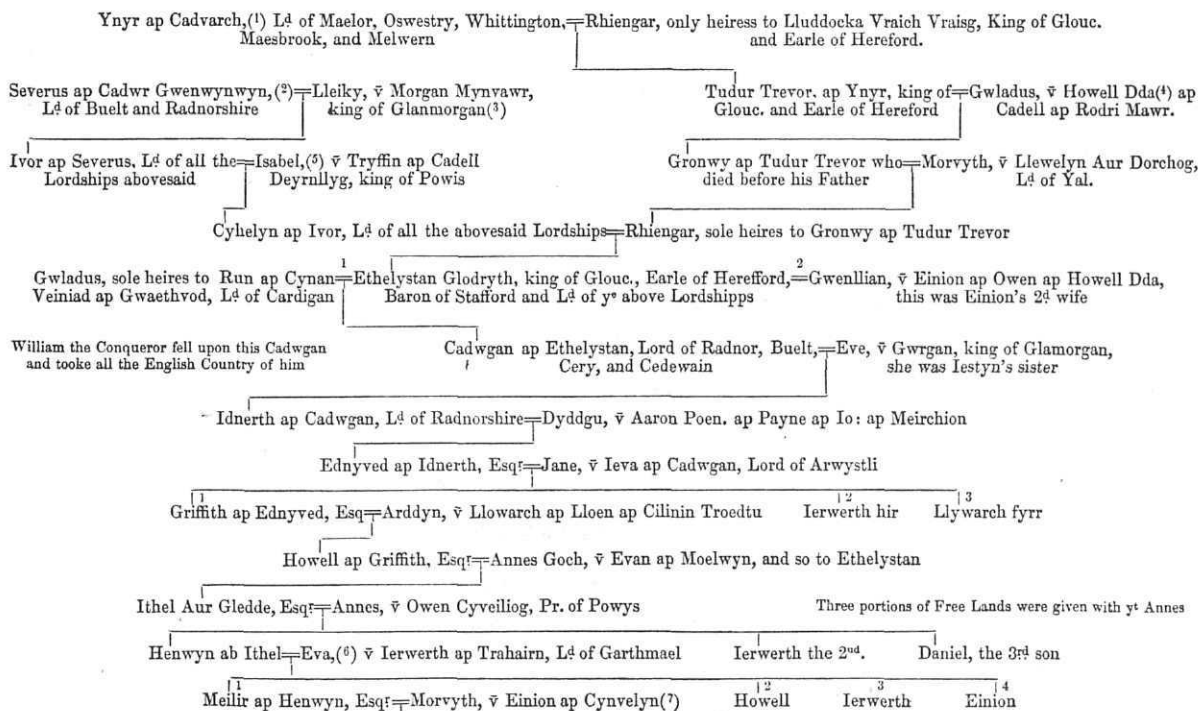 Ynyr ap Cadvarch,(¹) Lᵈ of Maelor, Oswestry, Whittington,═Rhiengar, only heiress to Lluddocka Vraich Vraisg, King of Glouc.
Maesbrook, and Melwern
and Earle of Hereford.
Severus ap Cadwr Gwenwynwyn,(²)═Lleiky, v̄ Morgan Mynvawr,
Lᵈ of Buelt and Radnorshire
king of Glanmorgan(³)
Tudur Trevor. ap Ynyr, king of═Gwladus, v̄ Howell Dda(⁴) ap
Glouc. and Earle of Hereford
Cadell ap Rodri Mawr.
Ivor ap Severus, Lᵈ of all the═Isabel,(⁵) v̄ Tryffin ap Cadell
Lordships abovesaid
Deyrnllyg, king of Powis
Gronwy ap Tudur Trevor who═Morvyth, v̄ Llewelyn Aur Dorchog,
died before his Father
Lᵈ of Yal.
Cyhelyn ap Ivor, Lᵈ of all the abovesaid Lordships═Rhiengar, sole heires to Gronwy ap Tudur Trevor
Gwladus, sole heires to Run ap Cynan 1═Ethelystan Glodryth, king of Glouc., Earle of Herefford, 2═Gwenllian, v̄ Einion ap Owen ap Howell Dda,
Veiniad ap Gwaethvod, Lᵈ of Cardigan
Baron of Stafford and Lᵈ of yᵉ above Lordshipps
this was Einion's 2ᵈ wife
William the Conqueror fell upon this Cadwgan
and tooke all the English Country of him
Cadwgan ap Ethelystan, Lord of Radnor, Buelt,═Eve, v̄ Gwrgan, king of Glamorgan,
Cery, and Cedewain
she was Iestyn's sister
Idnerth ap Cadwgan, Lᵈ of Radnorshire═Dyddgu, v̄ Aaron Poen. ap Payne ap Io: ap Meirchion
Ednyved ap Idnerth, Esqʳ═Jane, v̄ Ieva ap Cadwgan, Lord of Arwystli
1 Griffith ap Ednyved, Esq═Arddyn, v̄ Llowarch ap Lloen ap Cilinin Troedtu 2 Ierwerth hir 3 Llywarch fyrr
Howell ap Griffith, Esqʳ═Annes Goch, v̄ Evan ap Moelwyn, and so to Ethelystan
Ithel Aur Gledde, Esqʳ═Annes, v̄ Owen Cyveiliog, Pr. of Powys
Three portions of Free Lands were given with yᵗ Annes
Henwyn ab Ithel═Eva,(⁶) v̄ Ierwerth ap Trahairn, Lᵈ of Garthmael Ierwerth the 2ⁿᵈ. Daniel, the 3ʳᵈ son
1 Meilir ap Henwyn, Esqʳ═Morvyth, v̄ Einion ap Cynvelyn(⁷) 2 Howell 3 Ierwerth 4 Einion